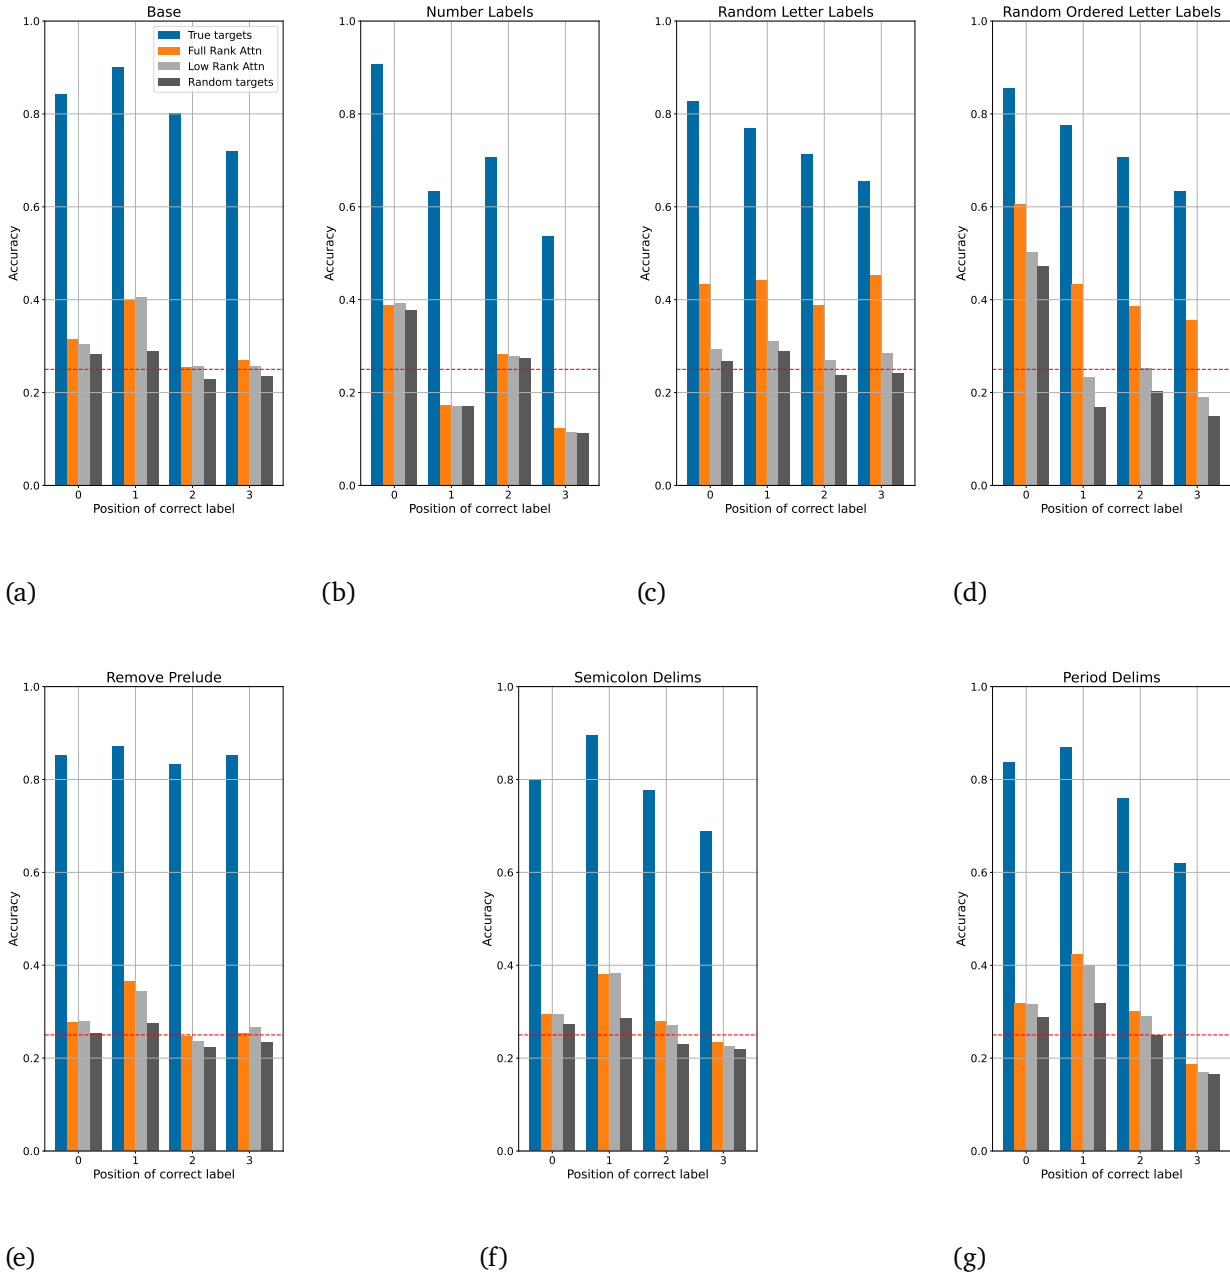 Base
1.0
0.8
0.6
0.4
0.2
0.0
Accuracy
True targets
Full Rank Attn
Low Rank Attn
Random targets
0 1 2 3
Position of correct label
(a)
Number Labels
1.0
0.8
0.6
0.4
0.2
0.0
Accuracy
0 1 2 3
Position of correct label
(b)
Random Letter Labels
1.0
0.8
0.6
0.4
0.2
0.0
Accuracy
0 1 2 3
Position of correct label
(c)
Random Ordered Letter Labels
1.0
0.8
0.6
0.4
0.2
0.0
Accuracy
0 1 2 3
Position of correct label
(d)
Remove Prelude
1.0
0.8
0.6
0.4
0.2
0.0
Accuracy
0 1 2 3
Position of correct label
(e)
Semicolon Delims
1.0
0.8
0.6
0.4
0.2
0.0
Accuracy
0 1 2 3
Position of correct label
(f)
Period Delims
1.0
0.8
0.6
0.4
0.2
0.0
Accuracy
0 1 2 3
Position of correct label
(g)